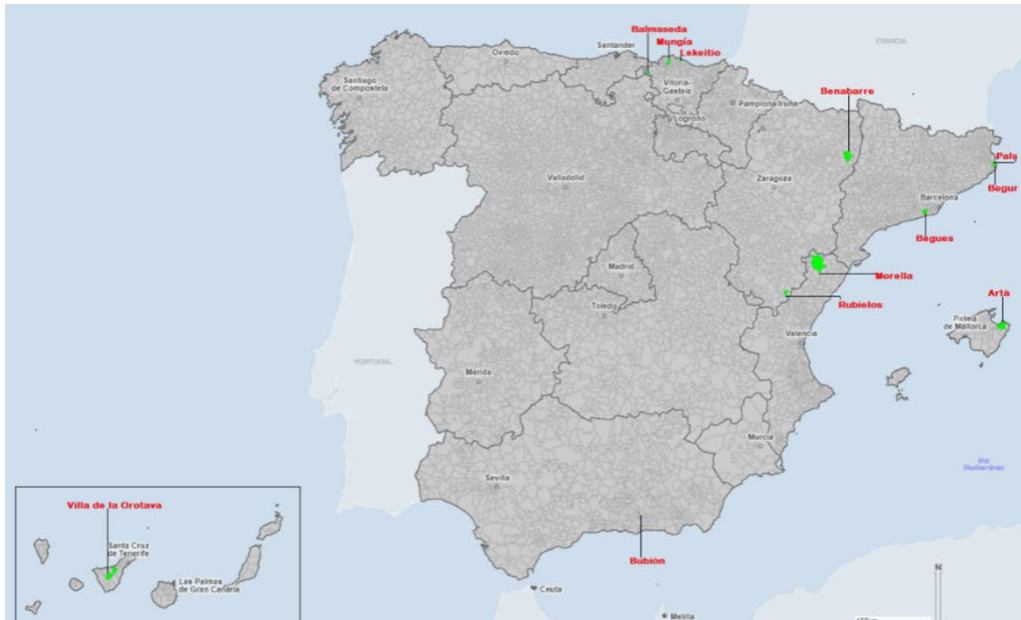 Balmaseda
Mungía
Lekeitio
Santander
Oviedo
FRANCIA
Santiago
de Compostela
Vitoria-
Gasteiz
Pamplona-Iruña
Benabarre
Logroño
Pals
Begur
Valladolid
Zaragoza
Barcelona
Begues
Madrid
Morella
Rubielos
Artà
Toledo
Palma
de Mallorca
Valencia
PORTUGAL
Mérida
Murcia
Mar
Mediterráneo
Sevilla
Villa de la Orotava
Santa Cruz
de Tenerife
Bubión
Las Palmas
de Gran Canaria
Ceuta
N
Melilla